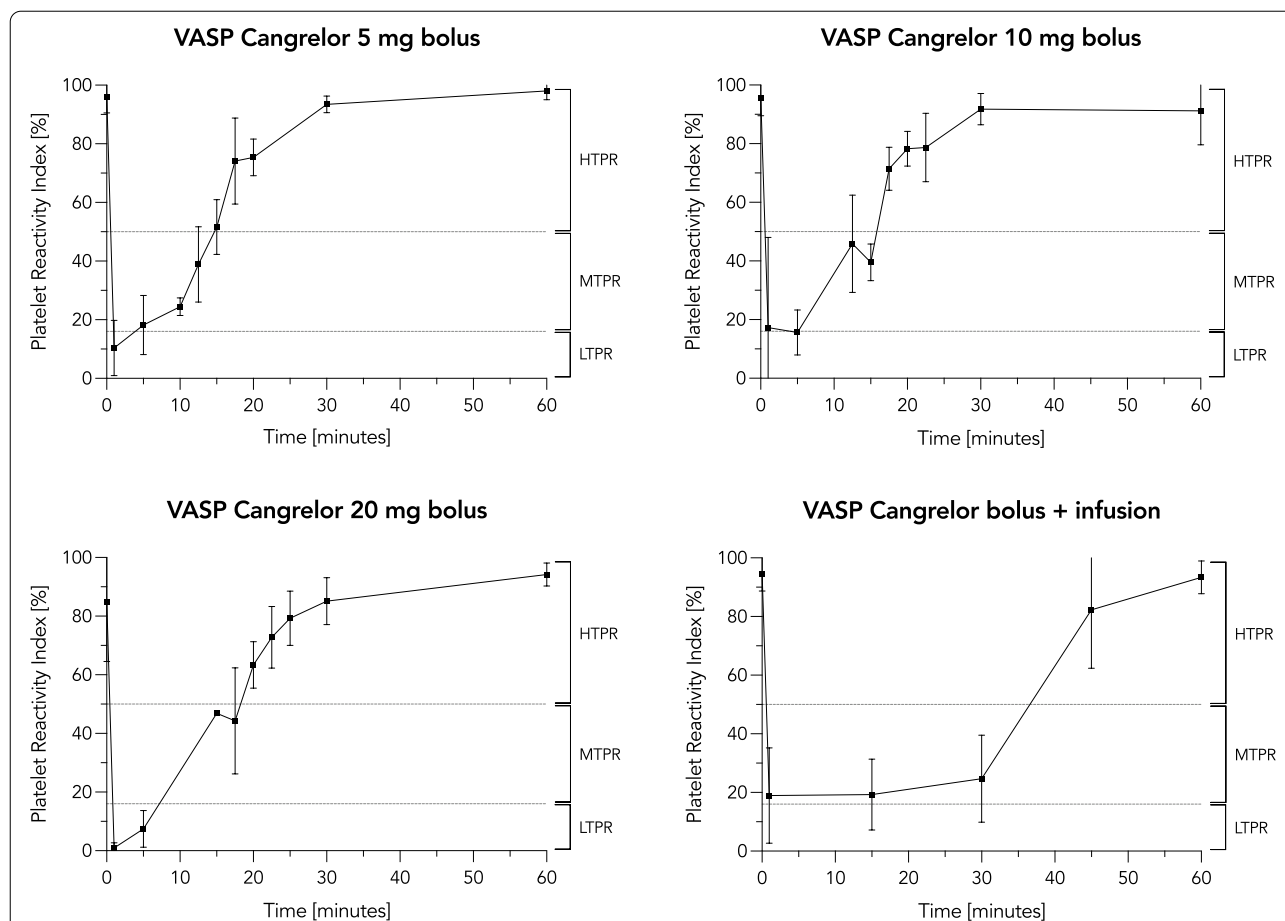 VASP Cangrelor 5 mg bolus
Platelet Reactivity Index [%]
100
80
60
40
20
0
HTPR
MTPR
LTPR
0 10 20 30 40 50 60
Time [minutes]
VASP Cangrelor 10 mg bolus
Platelet Reactivity Index [%]
100
80
60
40
20
0
HTPR
MTPR
LTPR
0 10 20 30 40 50 60
Time [minutes]
VASP Cangrelor 20 mg bolus
Platelet Reactivity Index [%]
100
80
60
40
20
0
HTPR
MTPR
LTPR
0 10 20 30 40 50 60
Time [minutes]
VASP Cangrelor bolus + infusion
Platelet Reactivity Index [%]
100
80
60
40
20
0
HTPR
MTPR
LTPR
0 10 20 30 40 50 60
Time [minutes]